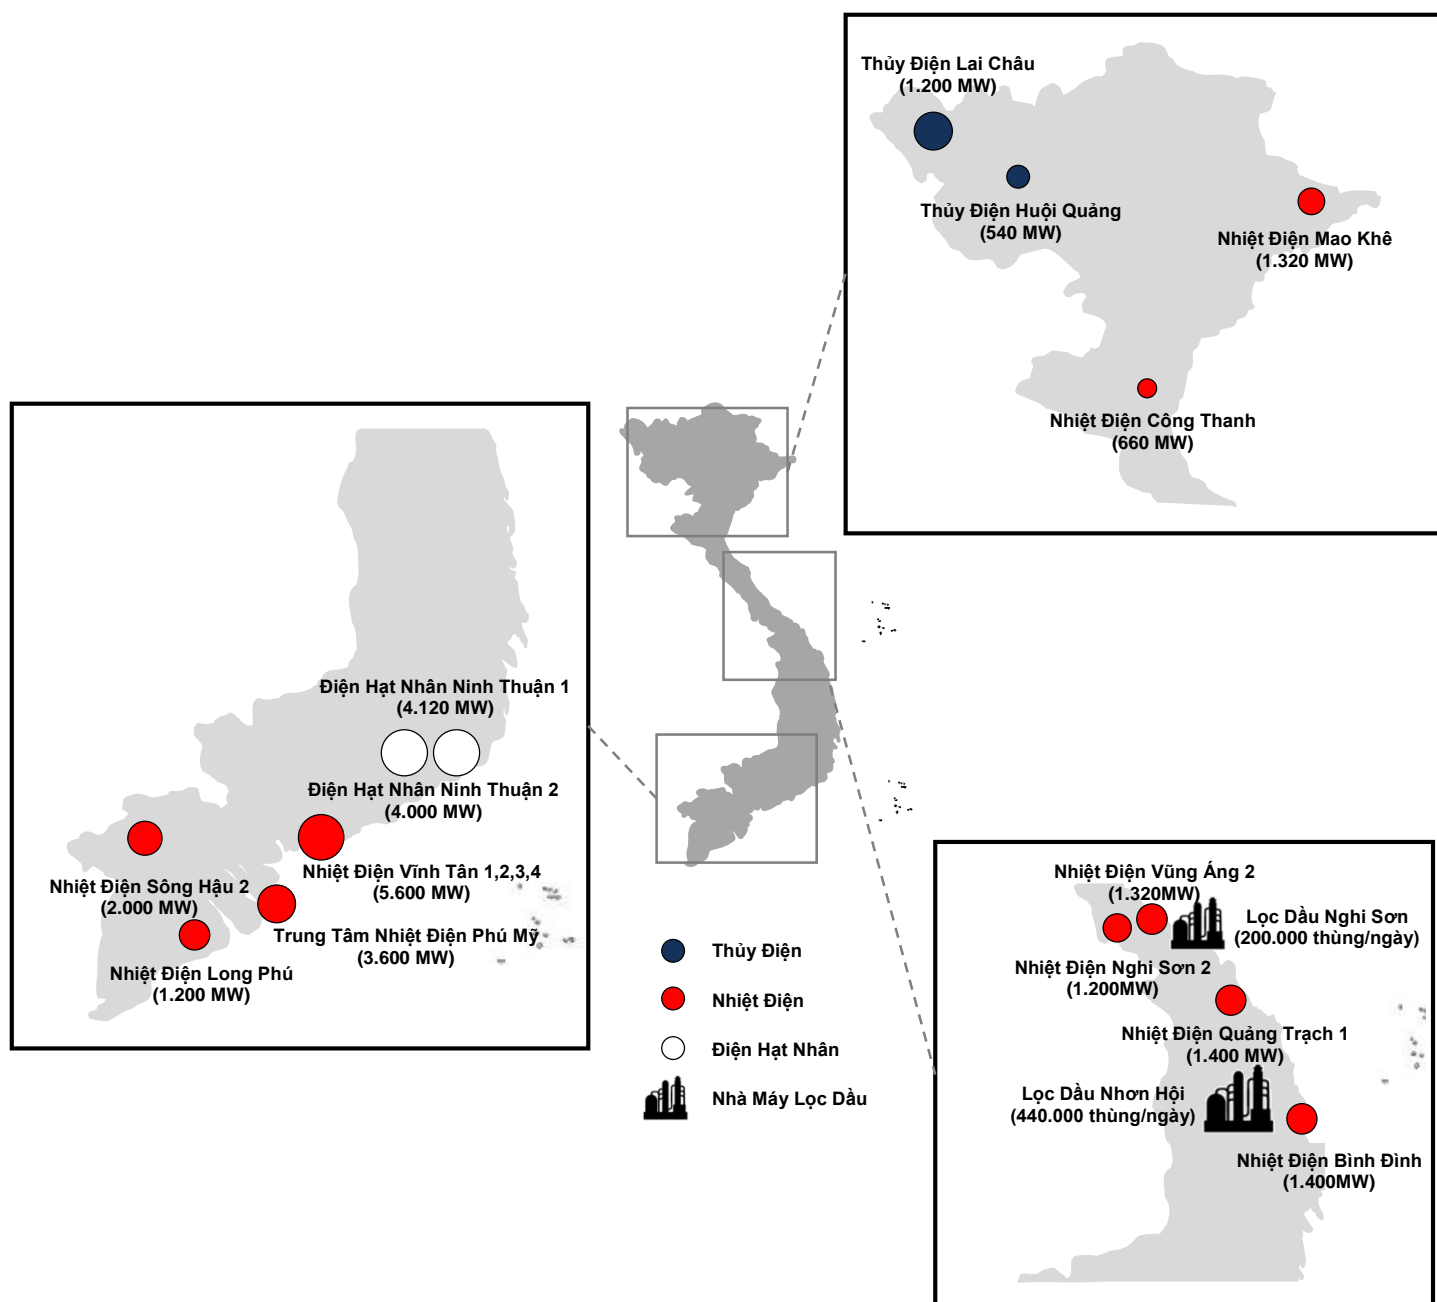 Thủy Điện Lai Châu
(1.200 MW)
Thủy Điện Huội Quảng
(540 MW)
Nhiệt Điện Mao Khê
(1.320 MW)
Nhiệt Điện Công Thanh
(660 MW)
Điện Hạt Nhân Ninh Thuận 1
(4.120 MW)
Điện Hạt Nhân Ninh Thuận 2
(4.000 MW)
Nhiệt Điện Vĩnh Tân 1,2,3,4
(5.600 MW)
Nhiệt Điện Sông Hậu 2
(2.000 MW)
Trung Tâm Nhiệt Điện Phú Mỹ
(3.600 MW)
Nhiệt Điện Long Phú
(1.200 MW)
Thủy Điện
Nhiệt Điện
Điện Hạt Nhân
Nhà Máy Lọc Dầu
Nhiệt Điện Vũng Áng 2
(1.320MW)
Lọc Dầu Nghi Sơn
(200.000 thùng/ngày)
Nhiệt Điện Nghi Sơn 2
(1.200MW)
Nhiệt Điện Quảng Trạch 1
(1.400 MW)
Lọc Dầu Nhơn Hội
(440.000 thùng/ngày)
Nhiệt Điện Bình Đình
(1.400MW)